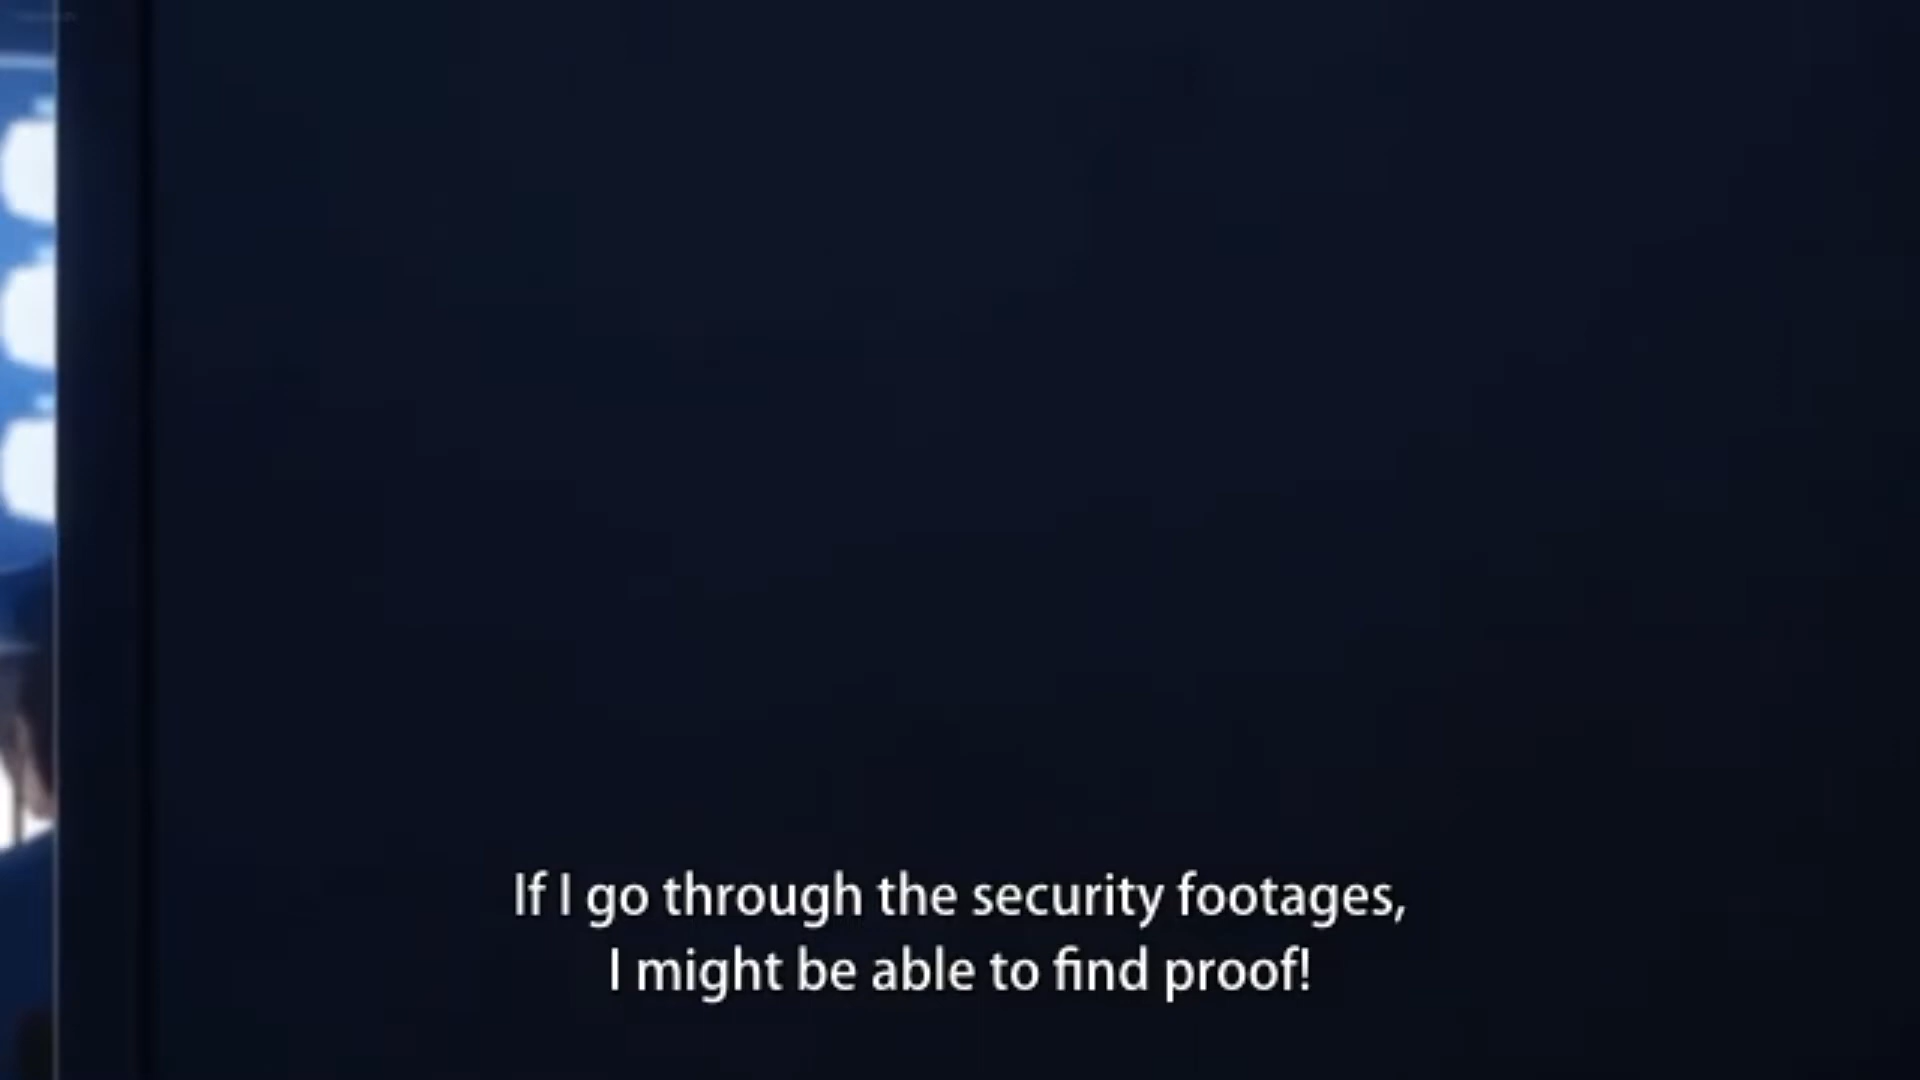 If I go through the security footages,
I might be able to find proof!